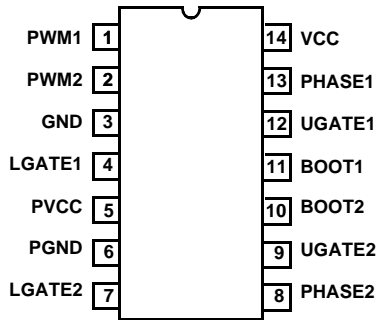 PWM1 1 14 VCC
PWM2 2 13 PHASE1
GND 3 12 UGATE1
LGATE1 4 11 BOOT1
PVCC 5 10 BOOT2
PGND 6 9 UGATE2
LGATE2 7 8 PHASE2